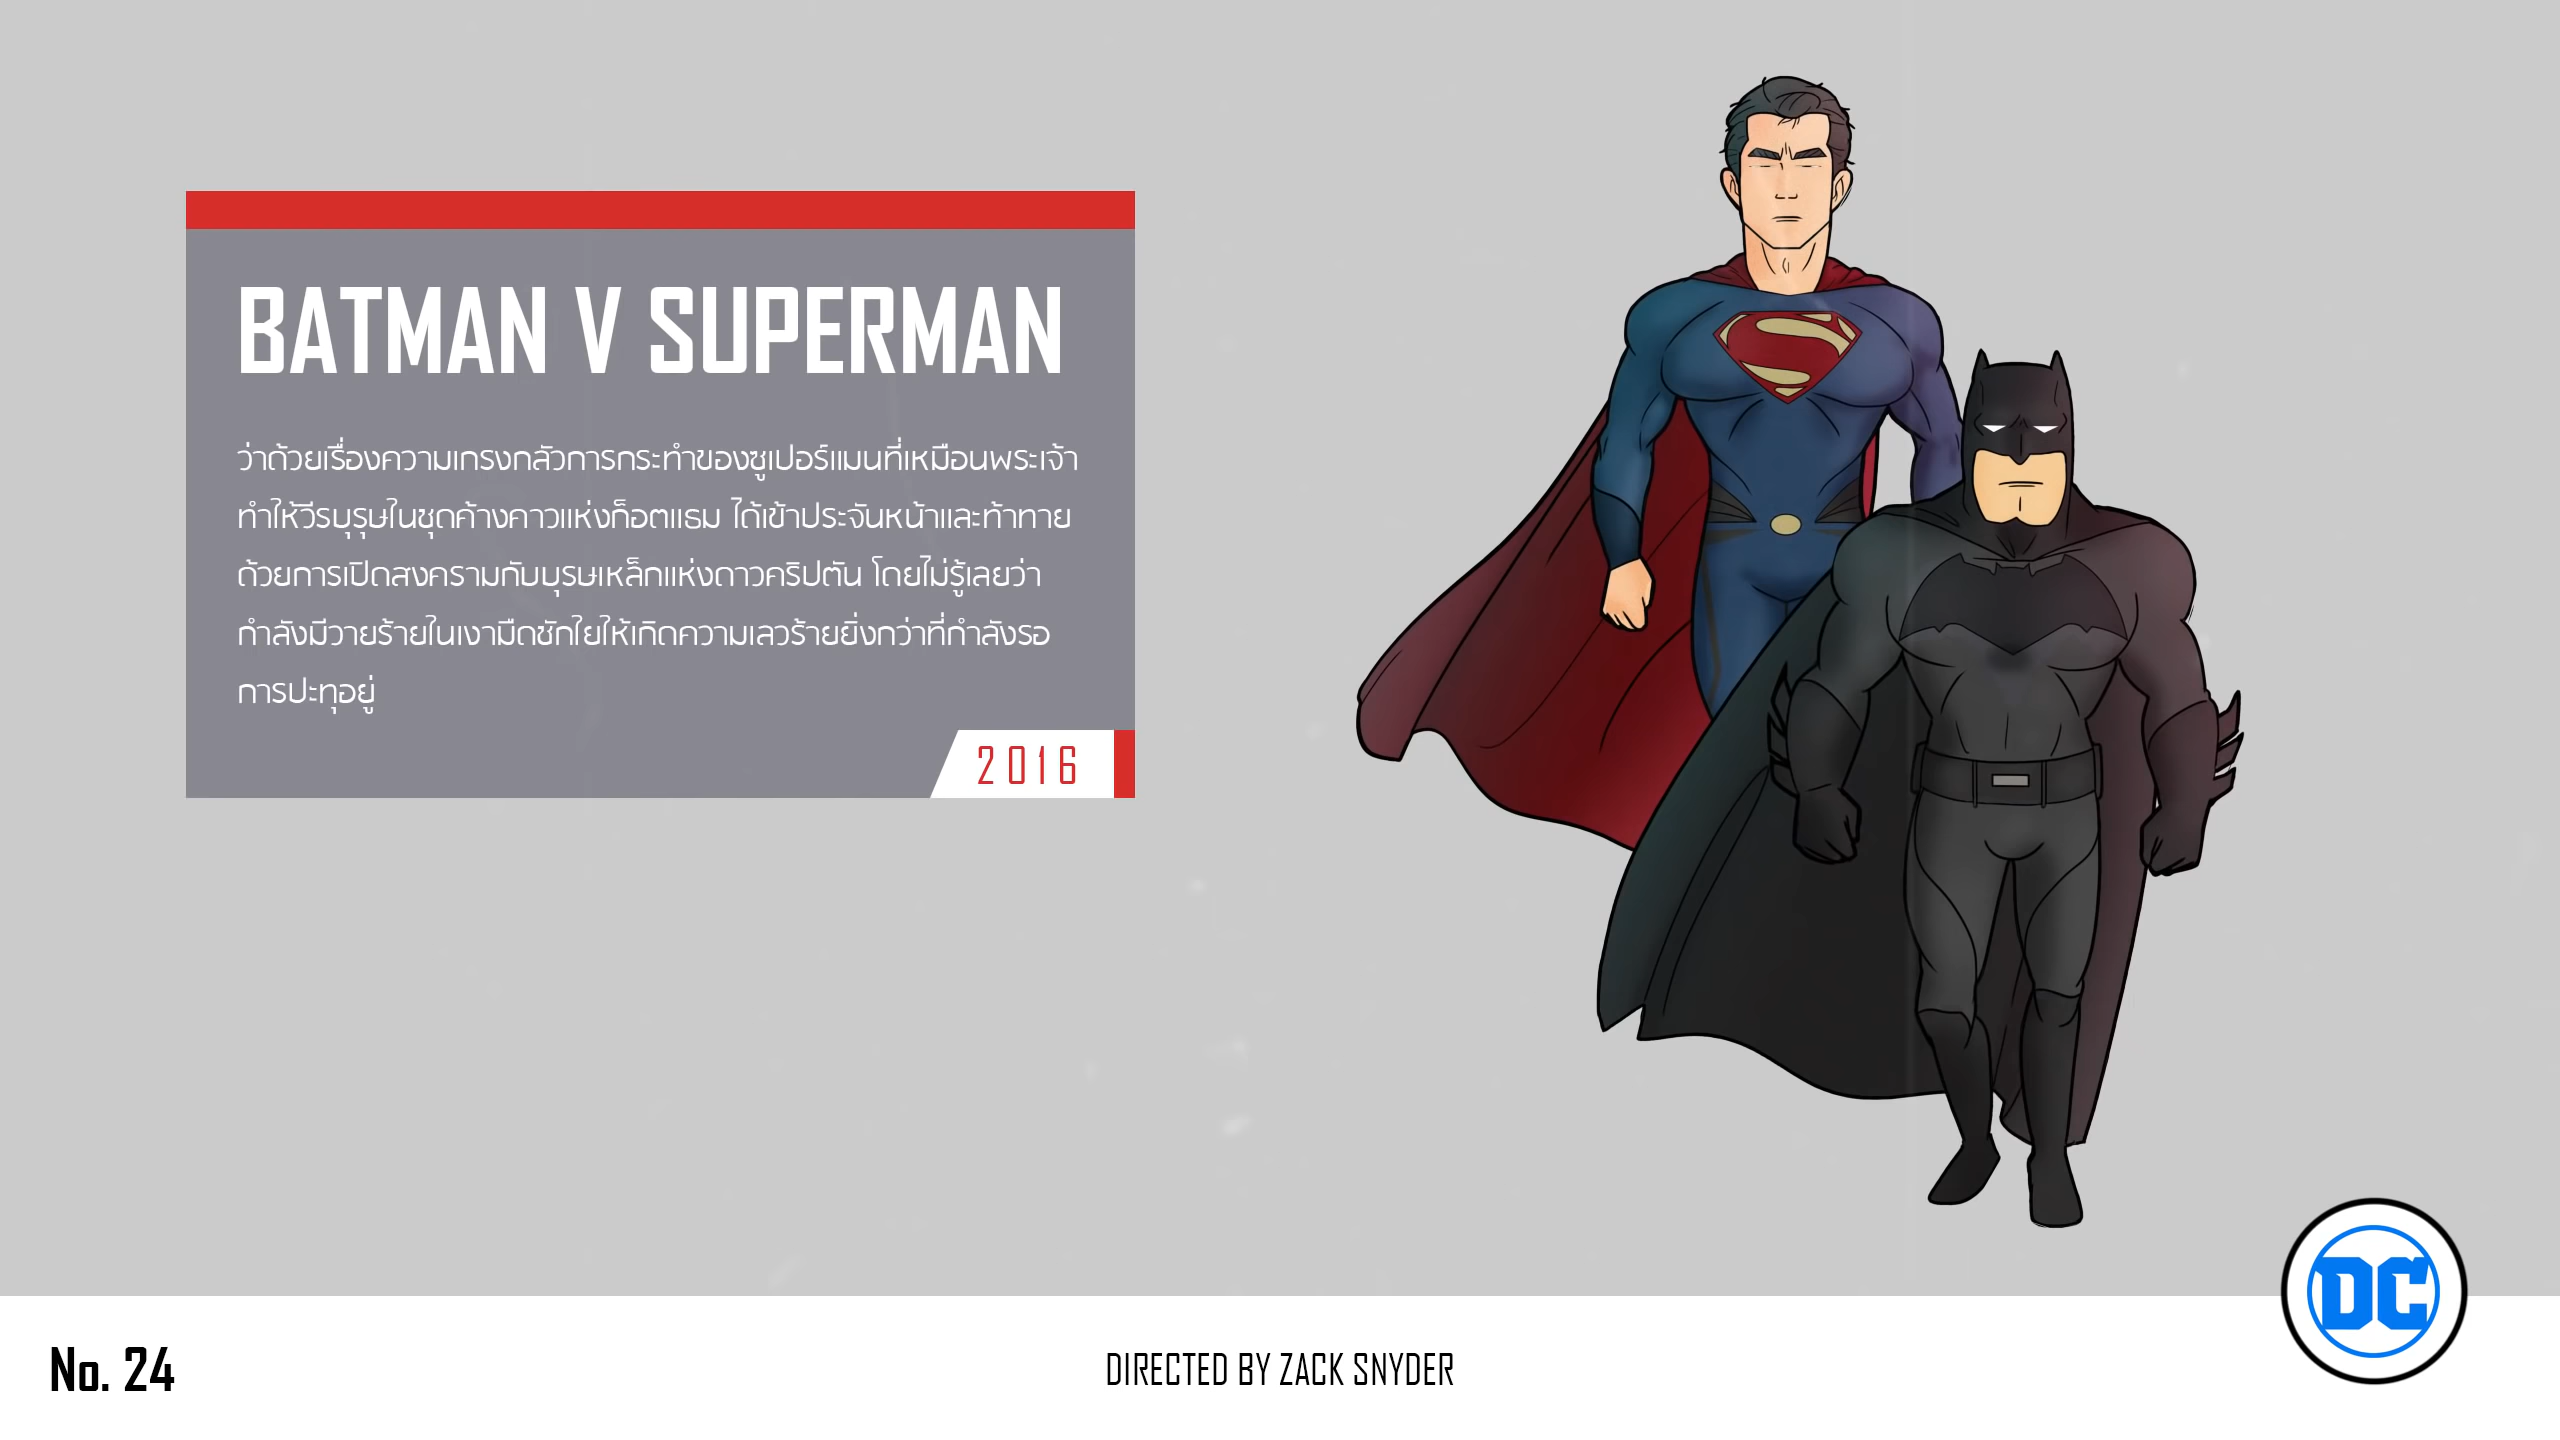 BATMAN V SUPERMAN
ว่าด้วยเรื่องความเกรงกลัวการกระทำของซูเปอร์แมนที่เหมือนพระเจ้า
ทำให้วีรบุรุษในชุดค้างคาวแห่งก็อตแธม ได้เข้าประจันหน้าและท้าทาย
ด้วยการเปิดสงครามกับบุรษเหล็กแห่งดาวคริปตัน โดยไม่รู้เลยว่า
กำลังมีวายร้ายในเงามืดชักใยให้เกิดความเลวร้ายยิ่งกว่าที่กำลังรอ
การปะทุอยู่
2016
No. 24
DIRECTED BY ZACK SNYDER
DC